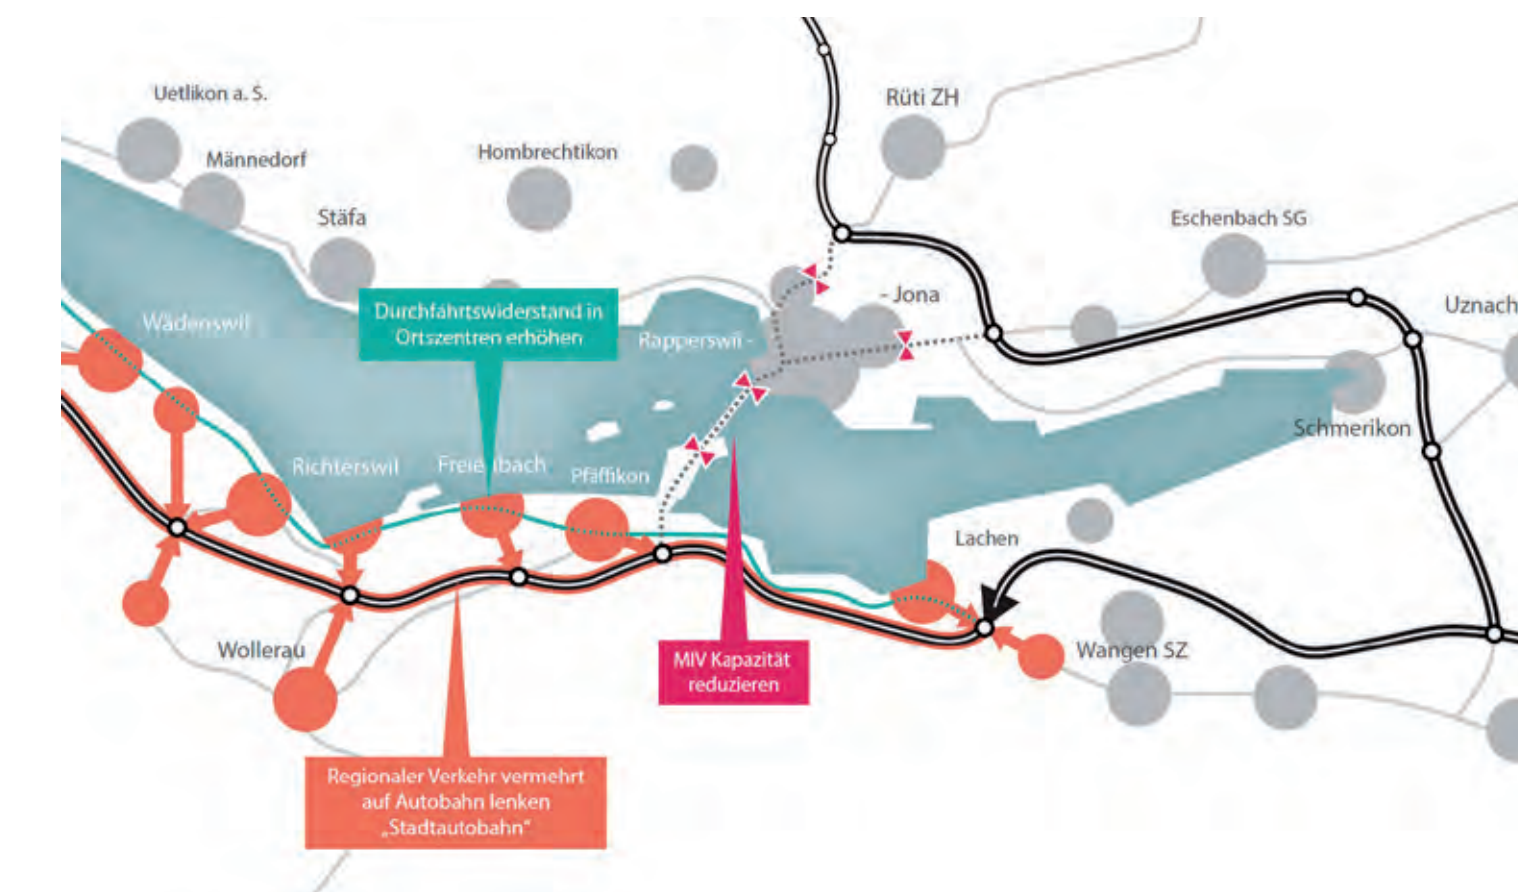 Uetlikon a. S.
Männedorf
Stäfa
Hombrechtikon
Rüti ZH
Eschenbach SG
- Jona
Uznach
Wädenswil
Durchfahrtswiderstand in
Ortszentren erhöhen
Rapperswil -
Schmerikon
Richterswil
Freienbach
Pfäffikon
Lachen
Wollerau
Wangen SZ
MIV Kapazität
reduzieren
Regionaler Verkehr vermehrt
auf Autobahn lenken
„Stadtautobahn“